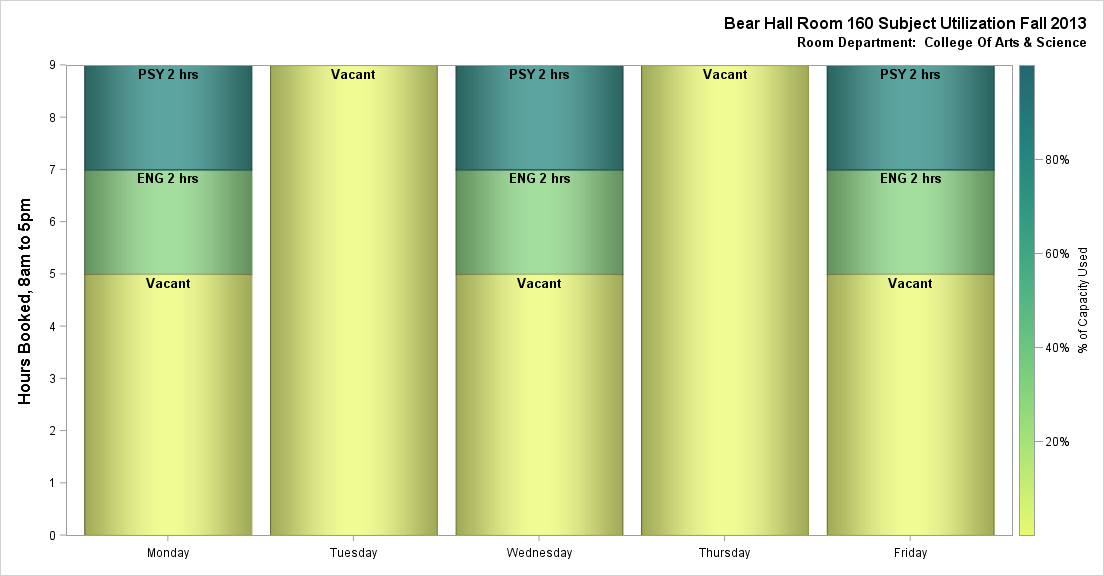 Bear Hall Room 160 Subject Utilization Fall 2013
Room Department:  College Of Arts & Science
Hours Booked, 8am to 5pm
9
8
7
6
5
4
3
2
1
0
PSY 2 hrs
ENG 2 hrs
Vacant
Vacant
PSY 2 hrs
ENG 2 hrs
Vacant
Vacant
PSY 2 hrs
ENG 2 hrs
Vacant
Monday
Tuesday
Wednesday
Thursday
Friday
80%
60%
40%
20%
% of Capacity Used